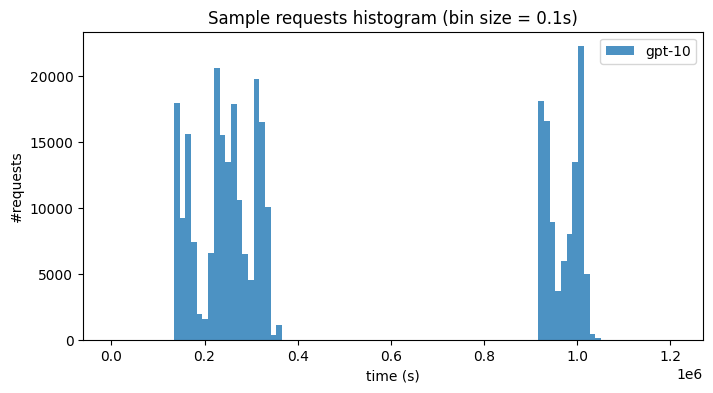 Sample requests histogram (bin size = 0.1s)
gpt-10
20000
15000
10000
5000
0
#requests
0.0 0.2 0.4 0.6 0.8 1.0 1.2
1e6
time (s)